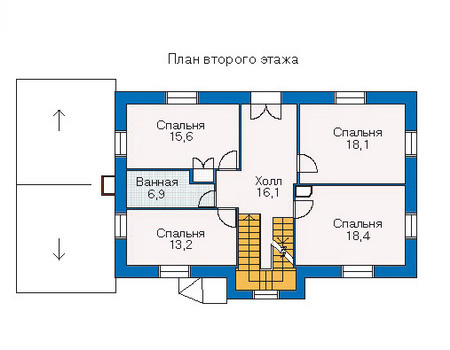 План второго этажа
Спальня
15,6
Спальня
18,1
Ванная
6,9
Холл
16,1
Спальня
13,2
Спальня
18,4